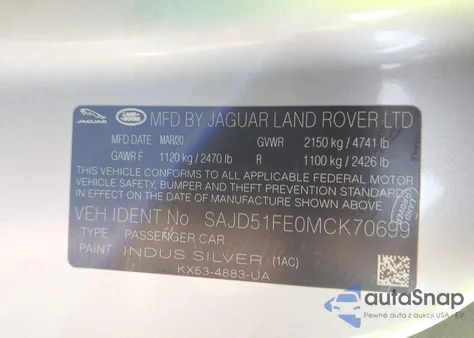 JAGUAR LAND ROVER MFD BY JAGUAR LAND ROVER LTD
MFD DATE MAR/20 GVWR 2150 kg / 4741 lb
GAWR F 1120 kg / 2470 lb R 1100 kg / 2426 lb
THIS VEHICLE CONFORMS TO ALL APPLICABLE FEDERAL MOTOR
VEHICLE SAFETY, BUMPER AND THEFT PREVENTION STANDARDS
IN EFFECT ON THE DATE OF MANUFACTURE SHOWN ABOVE
VEH IDENT No SAJD51FE0MCK70699
TYPE PASSENGER CAR
PAINT INDUS SILVER (1AC)
KX53-4883-UA
autoSnap
Pewne auta z aukcji USA i